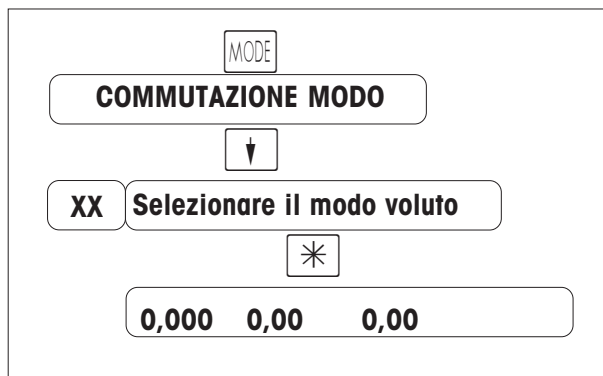 MODE
COMMUTAZIONE MODO
XX Selezionare il modo voluto
0,000 0,00 0,00